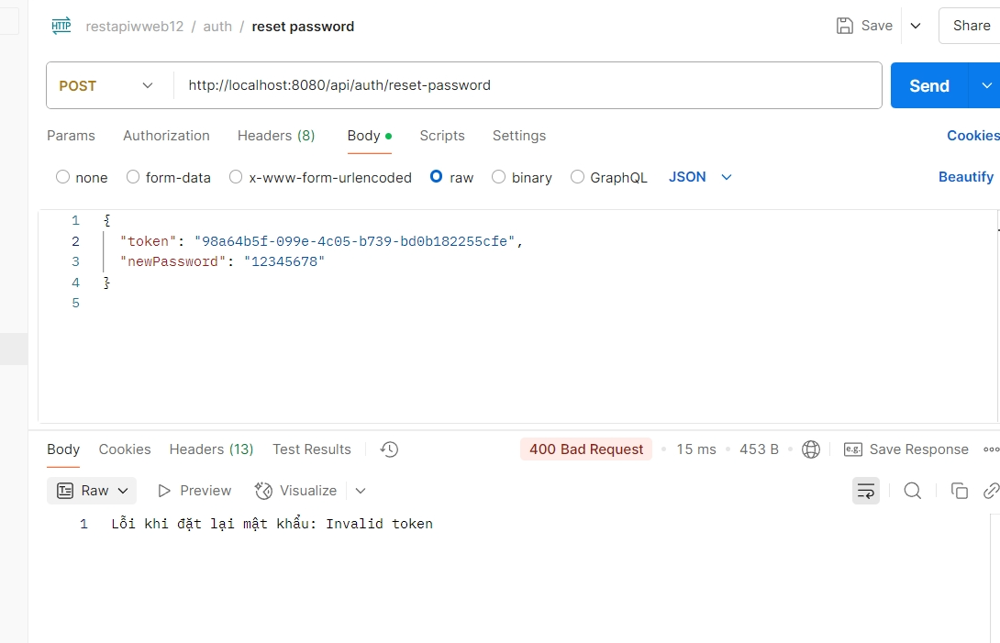 HTTP restapiwweb12 / auth / reset password Save Share
POST http://localhost:8080/api/auth/reset-password Send
Params Authorization Headers (8) Body Scripts Settings Cookies
none form-data x-www-form-urlencoded raw binary GraphQL JSON Beautify
1 {
2 "token": "98a64b5f-099e-4c05-b739-bd0b182255cfe",
3 "newPassword": "12345678"
4 }
5
Body Cookies Headers (13) Test Results 400 Bad Request • 15 ms • 453 B • e.g. Save Response
Raw Preview Visualize
1 Lỗi khi đặt lại mật khẩu: Invalid token